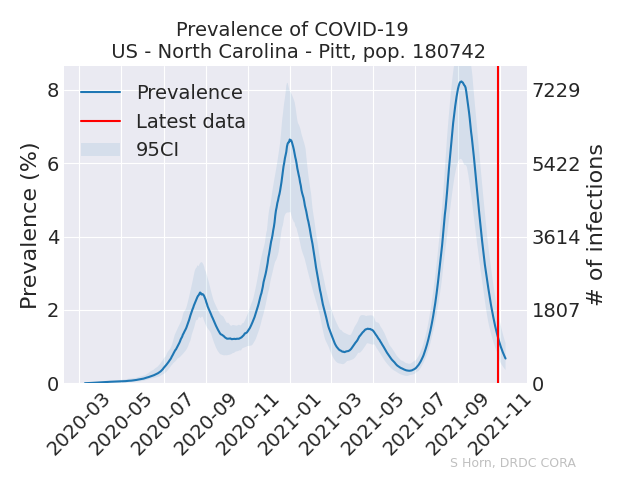 Prevalence of COVID-19
US - North Carolina - Pitt, pop. 180742
Prevalence (%)
8
6
4
2
0
Prevalence
Latest data
95CI
7229
5422
3614
1807
0
# of infections
2020-03
2020-05
2020-07
2020-09
2020-11
2021-01
2021-03
2021-05
2021-07
2021-09
2021-11
S Horn, DRDC CORA